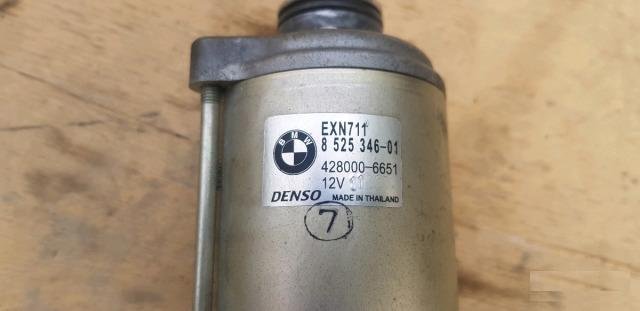 BMW
EXN711
8 525 346-01
428000-6651
12V
DENSO MADE IN THAILAND
7